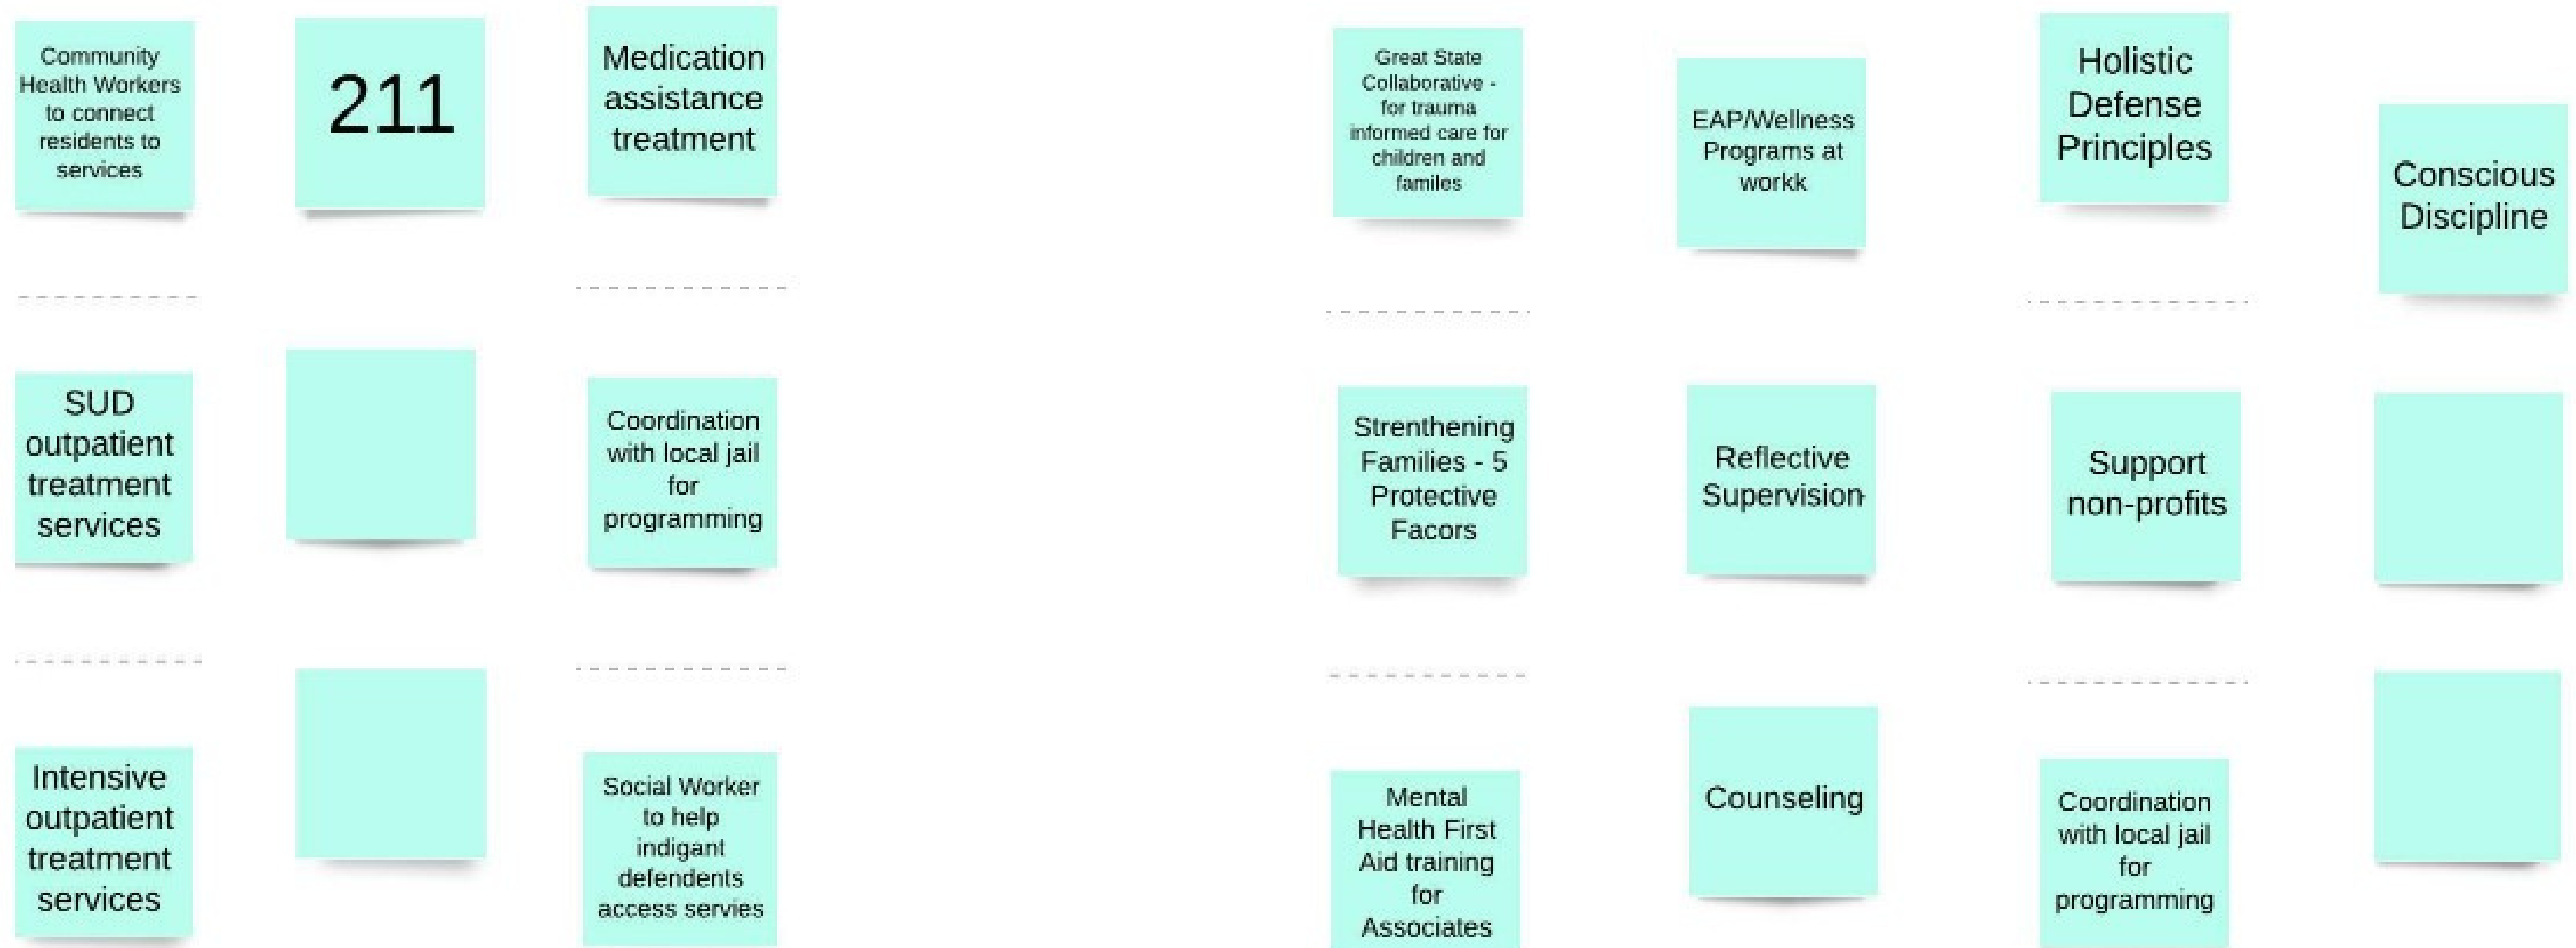 Community
Health Workers
to connect
residents to
services
211
Medication
assistance
treatment
Great State
Collaborative -
for trauma
informed care for
children and
familes
EAP/Wellness
Programs at
workk
Holistic
Defense
Principles
Conscious
Discipline
SUD
outpatient
treatment
services
Coordination
with local jail
for
programming
Strenthening
Families - 5
Protective
Facors
Reflective
Supervision
Support
non-profits
Intensive
outpatient
treatment
services
Social Worker
to help
indigant
defendents
access servies
Mental
Health First
Aid training
for
Associates
Counseling
Coordination
with local jail
for
programming